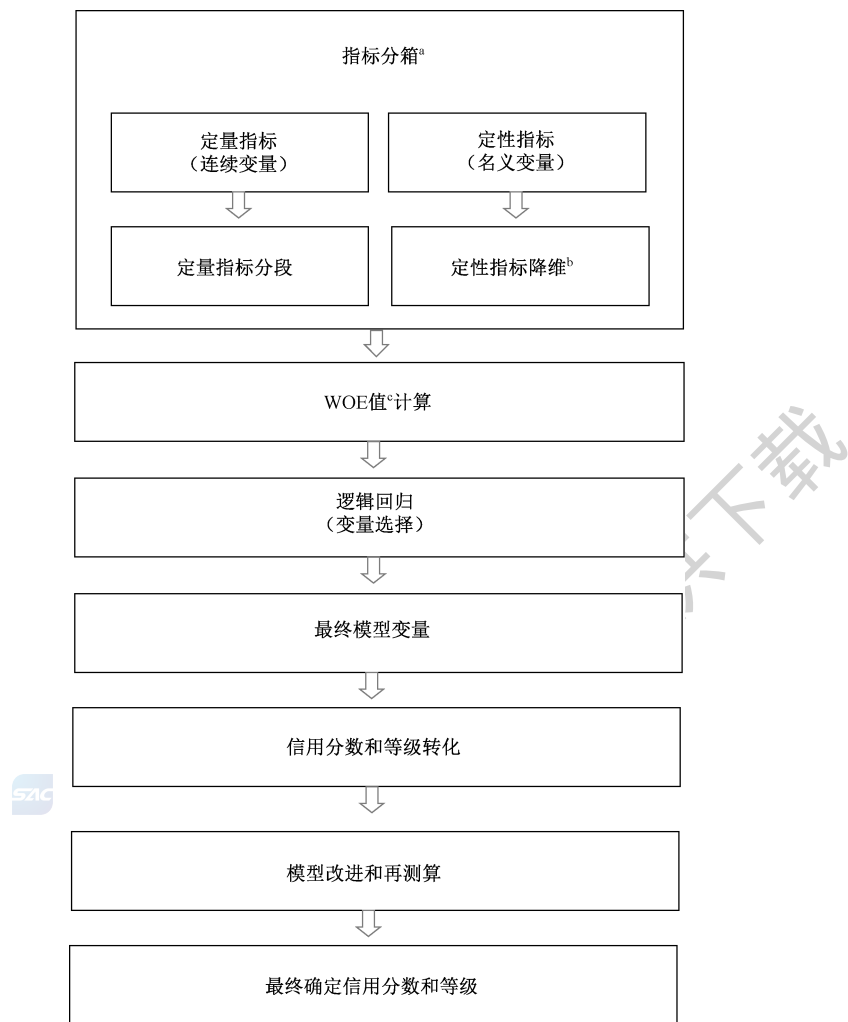 指标分箱a
定量指标
（连续变量）
定性指标
（名义变量）
定量指标分段
定性指标降维b
WOE值c计算
逻辑回归
（变量选择）
最终模型变量
信用分数和等级转化
SAC
模型改进和再测算
最终确定信用分数和等级
供下载